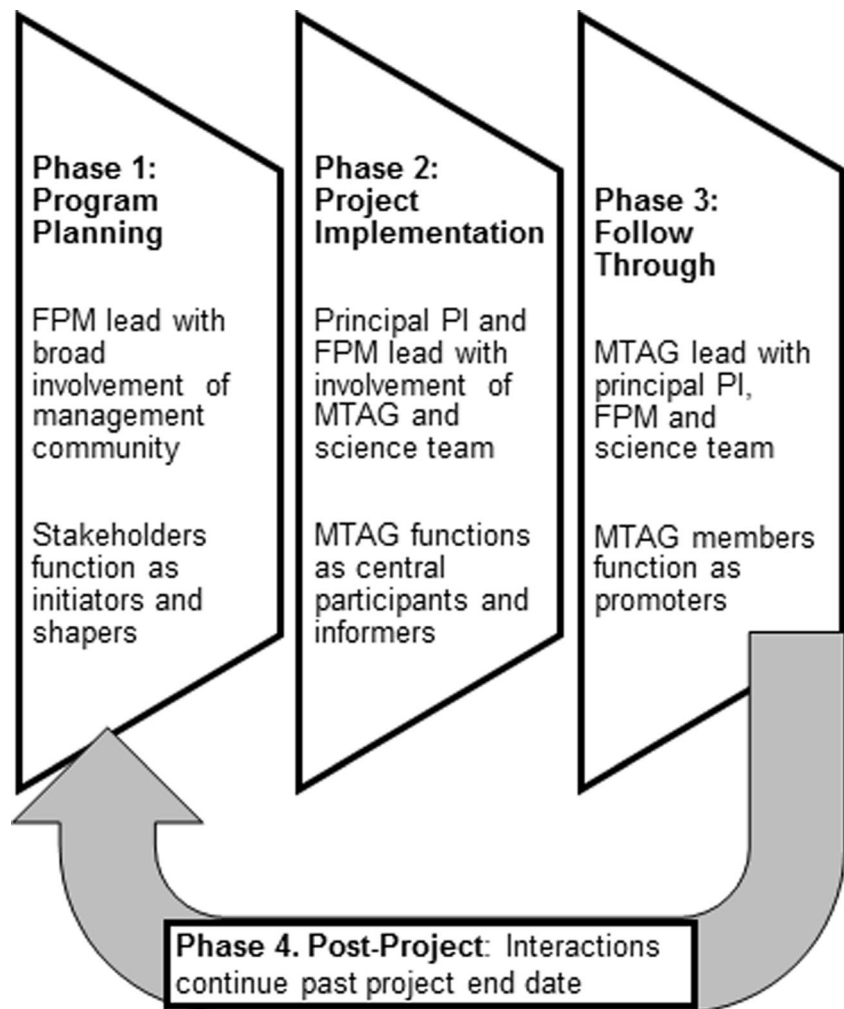 Phase 1:
Program
Planning
FPM lead with
broad
involvement of
management
community
Stakeholders
function as
initiators and
shapers
Phase 2:
Project
Implementation
Principal PI and
FPM lead with
involvement of
MTAG and
science team
MTAG functions
as central
participants and
informers
Phase 3:
Follow
Through
MTAG lead with
principal PI,
FPM and
science team
MTAG members
function as
promoters
Phase 4. Post-Project: Interactions
continue past project end date